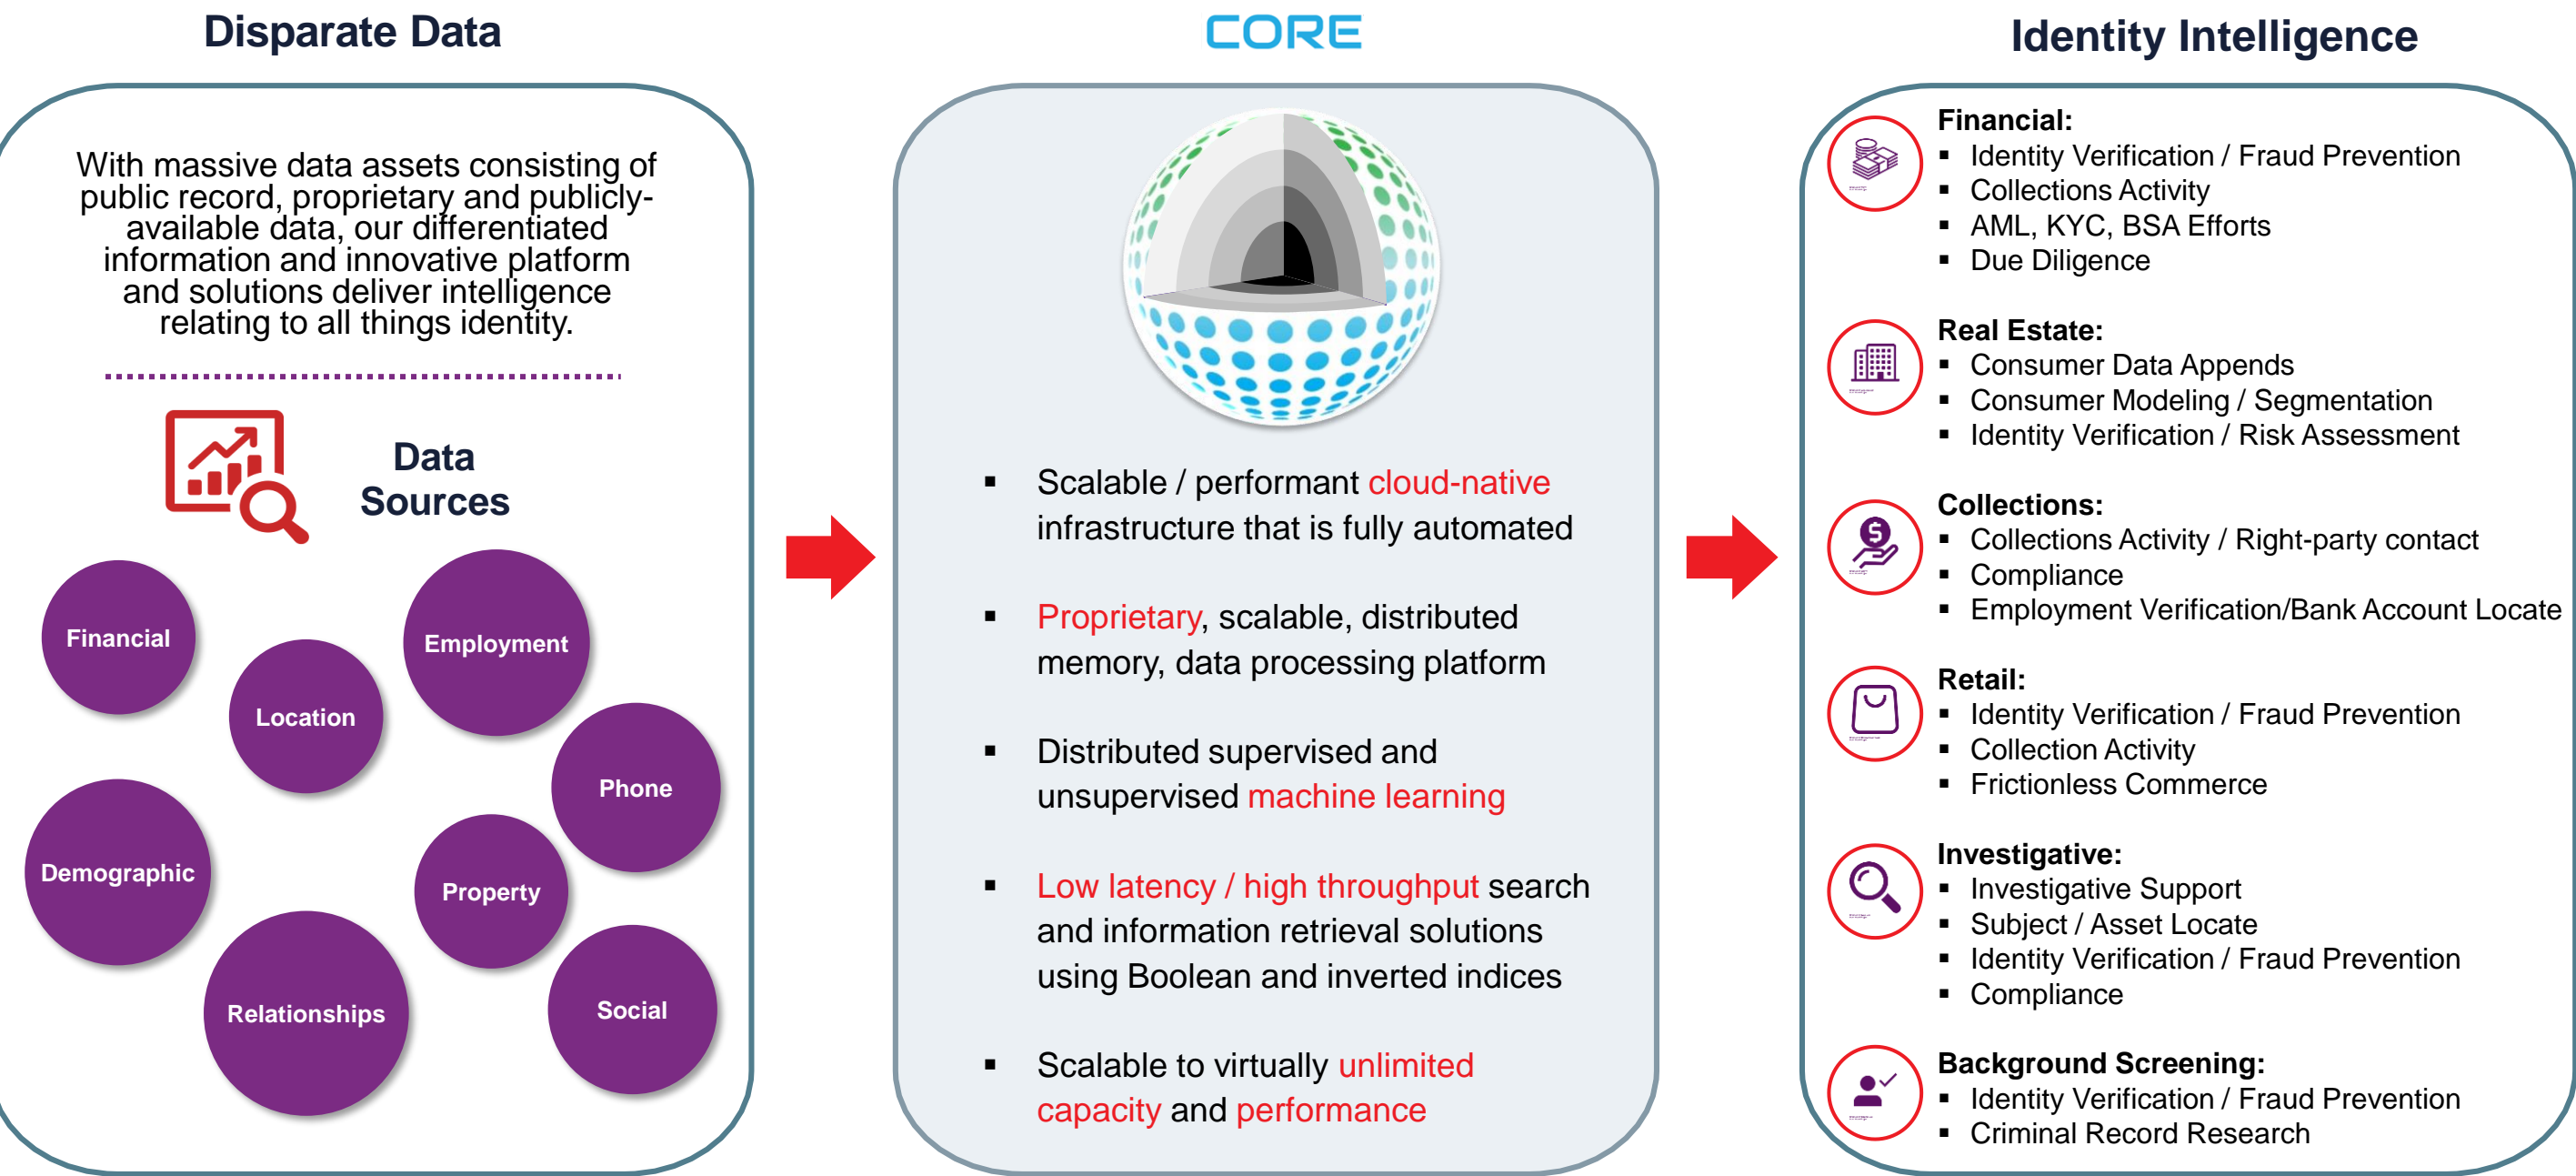 Disparate Data
With massive data assets consisting of
public record, proprietary and publicly-
available data, our differentiated
information and innovative platform
and solutions deliver intelligence
relating to all things identity.
Data
Sources
Financial
Employment
Location
Phone
Demographic
Property
Relationships
Social
CORE
▪ Scalable / performant cloud-native
infrastructure that is fully automated
▪ Proprietary, scalable, distributed
memory, data processing platform
▪ Distributed supervised and
unsupervised machine learning
▪ Low latency / high throughput search
and information retrieval solutions
using Boolean and inverted indices
▪ Scalable to virtually unlimited
capacity and performance
Identity Intelligence
Financial:
▪ Identity Verification / Fraud Prevention
▪ Collections Activity
▪ AML, KYC, BSA Efforts
▪ Due Diligence
Real Estate:
▪ Consumer Data Appends
▪ Consumer Modeling / Segmentation
▪ Identity Verification / Risk Assessment
Collections:
▪ Collections Activity / Right-party contact
▪ Compliance
▪ Employment Verification/Bank Account Locate
Retail:
▪ Identity Verification / Fraud Prevention
▪ Collection Activity
▪ Frictionless Commerce
Investigative:
▪ Investigative Support
▪ Subject / Asset Locate
▪ Identity Verification / Fraud Prevention
▪ Compliance
Background Screening:
▪ Identity Verification / Fraud Prevention
▪ Criminal Record Research